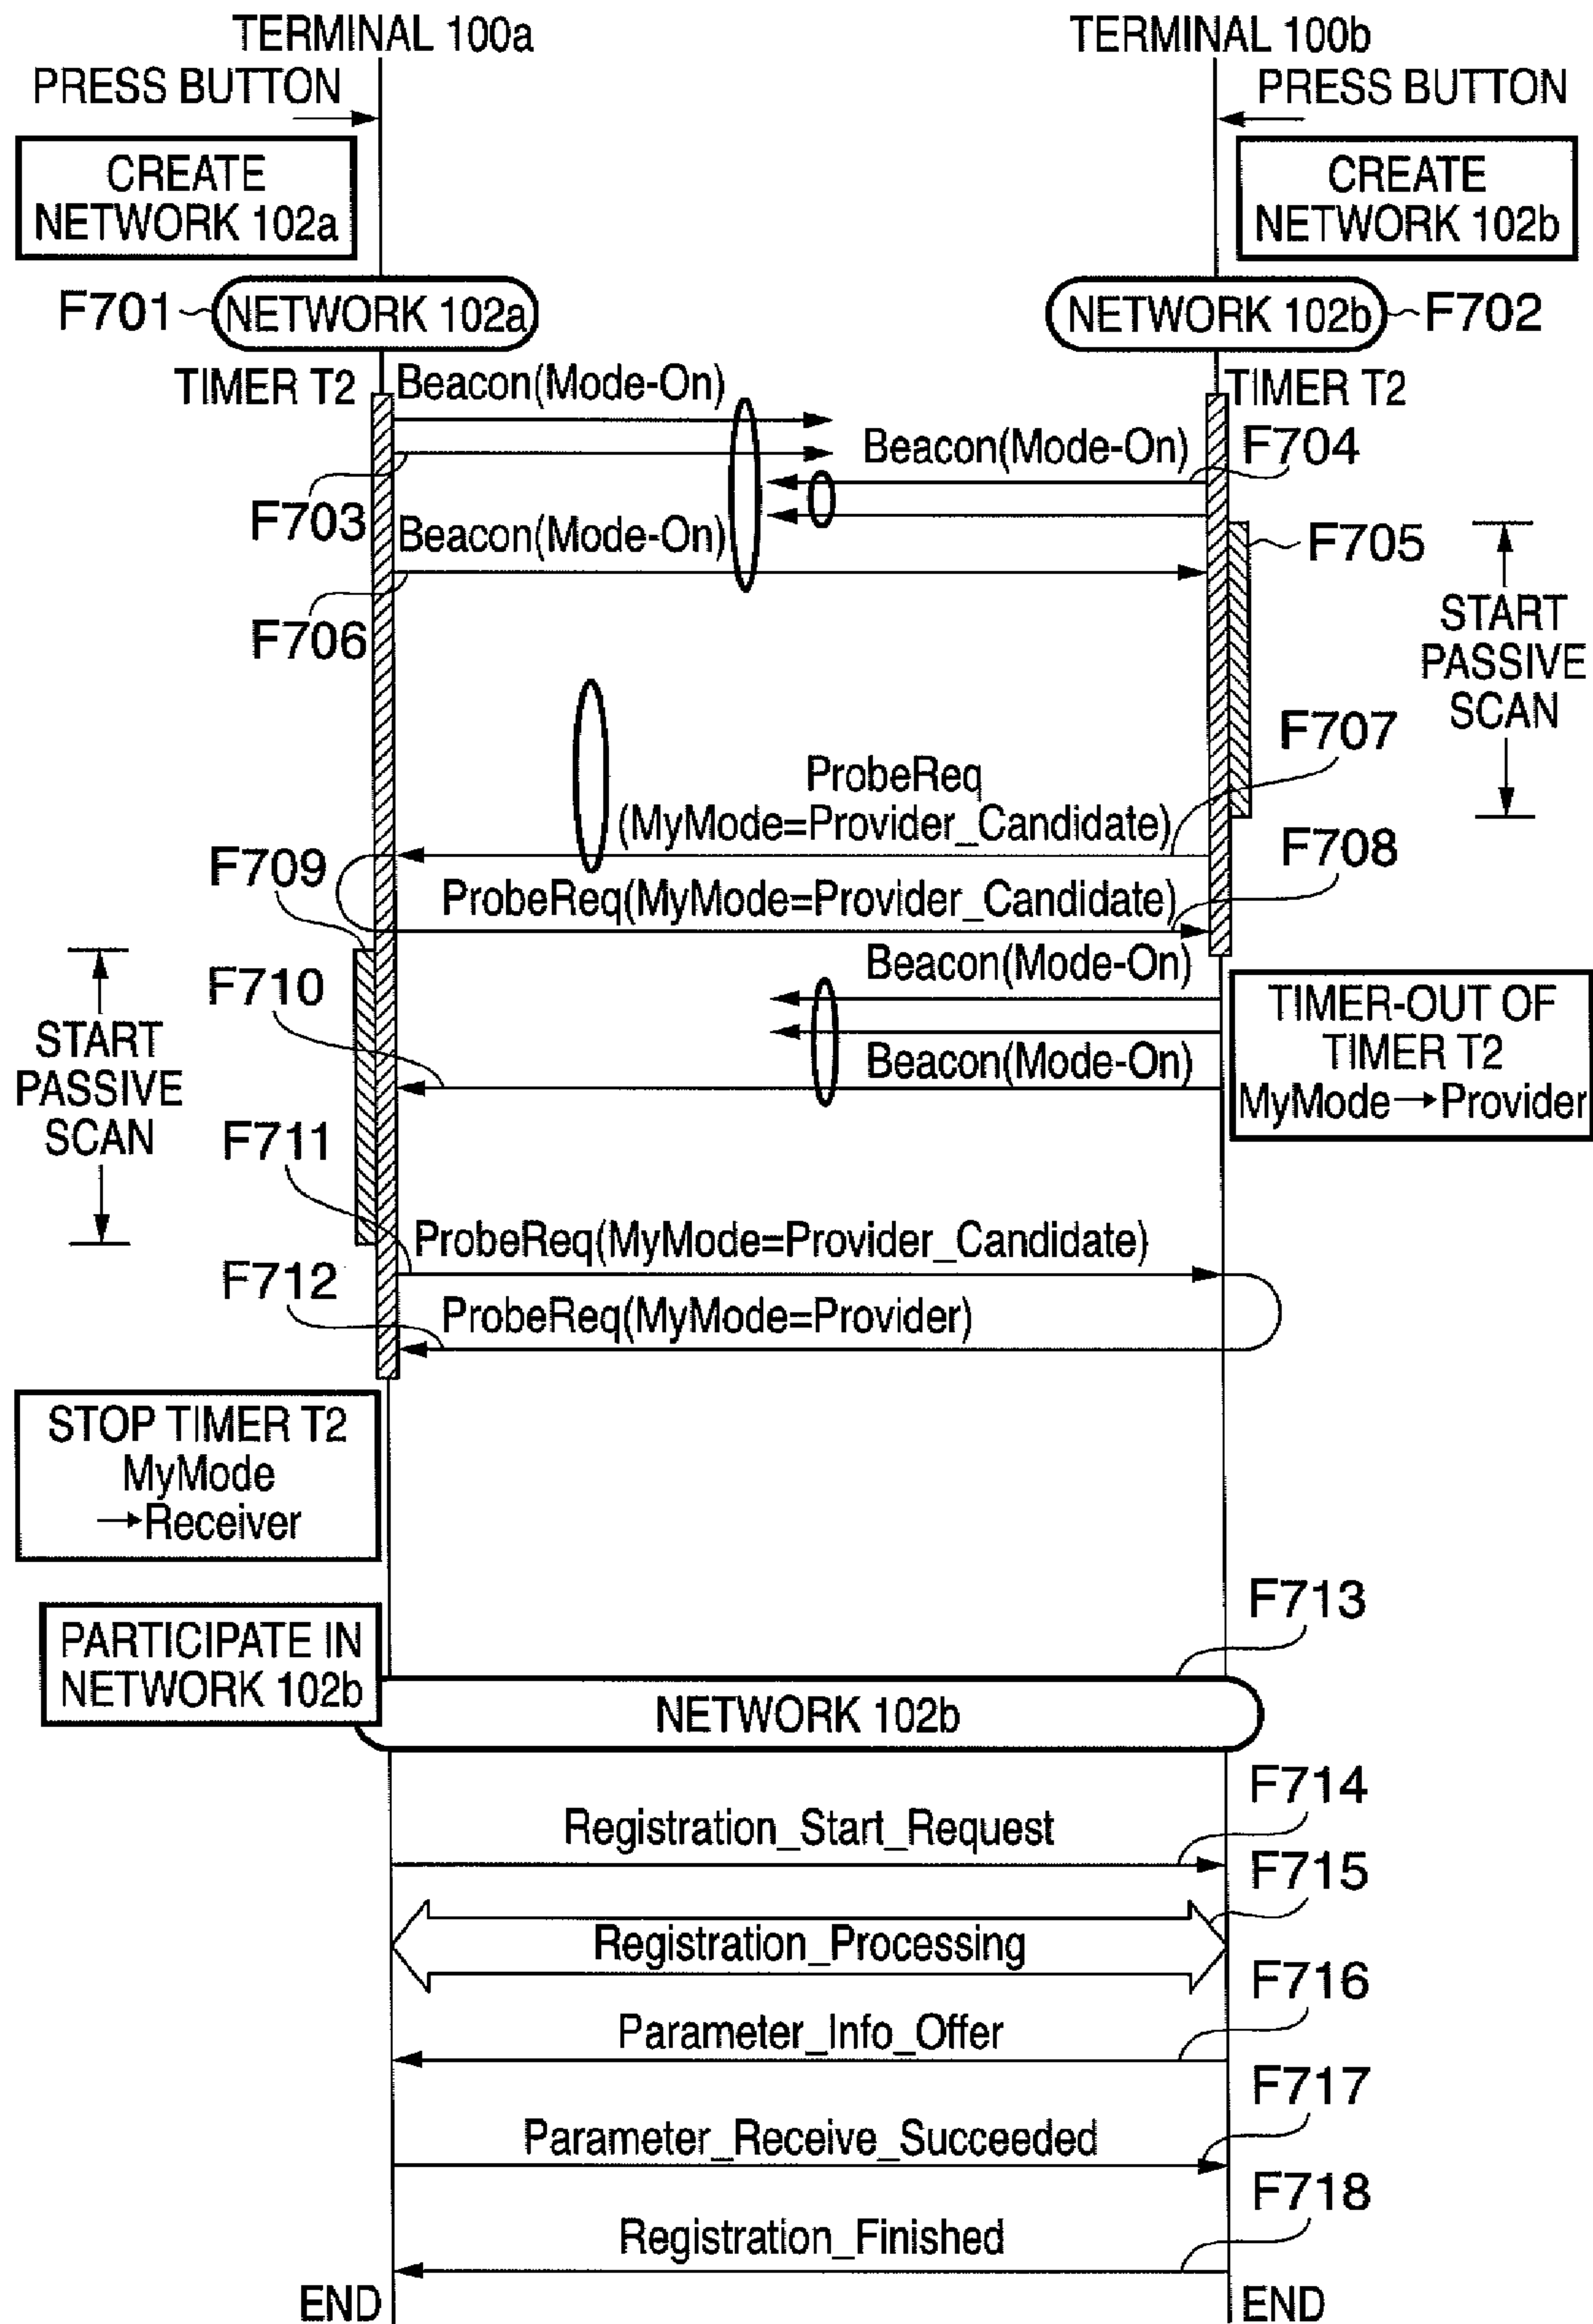 TERMINAL 100a
TERMINAL 100b
PRESS BUTTON
PRESS BUTTON
CREATE
NETWORK 102a
CREATE
NETWORK 102b
F701
NETWORK 102a
NETWORK 102b
F702
TIMER T2
Beacon(Mode-On)
TIMER T2
Beacon(Mode-On)
F704
F703
Beacon(Mode-On)
F705
F706
START
PASSIVE
SCAN
F707
ProbeReq
(MyMode=Provider_Candidate)
F708
F709
ProbeReq(MyMode=Provider_Candidate)
Beacon(Mode-On)
F710
START
PASSIVE
SCAN
TIMER-OUT OF
TIMER T2
MyMode→Provider
Beacon(Mode-On)
F711
ProbeReq(MyMode=Provider_Candidate)
F712
ProbeReq(MyMode=Provider)
STOP TIMER T2
MyMode
→Receiver
F713
PARTICIPATE IN
NETWORK 102b
NETWORK 102b
F714
Registration_Start_Request
F715
Registration_Processing
F716
Parameter_Info_Offer
F717
Parameter_Receive_Succeeded
F718
Registration_Finished
END
END